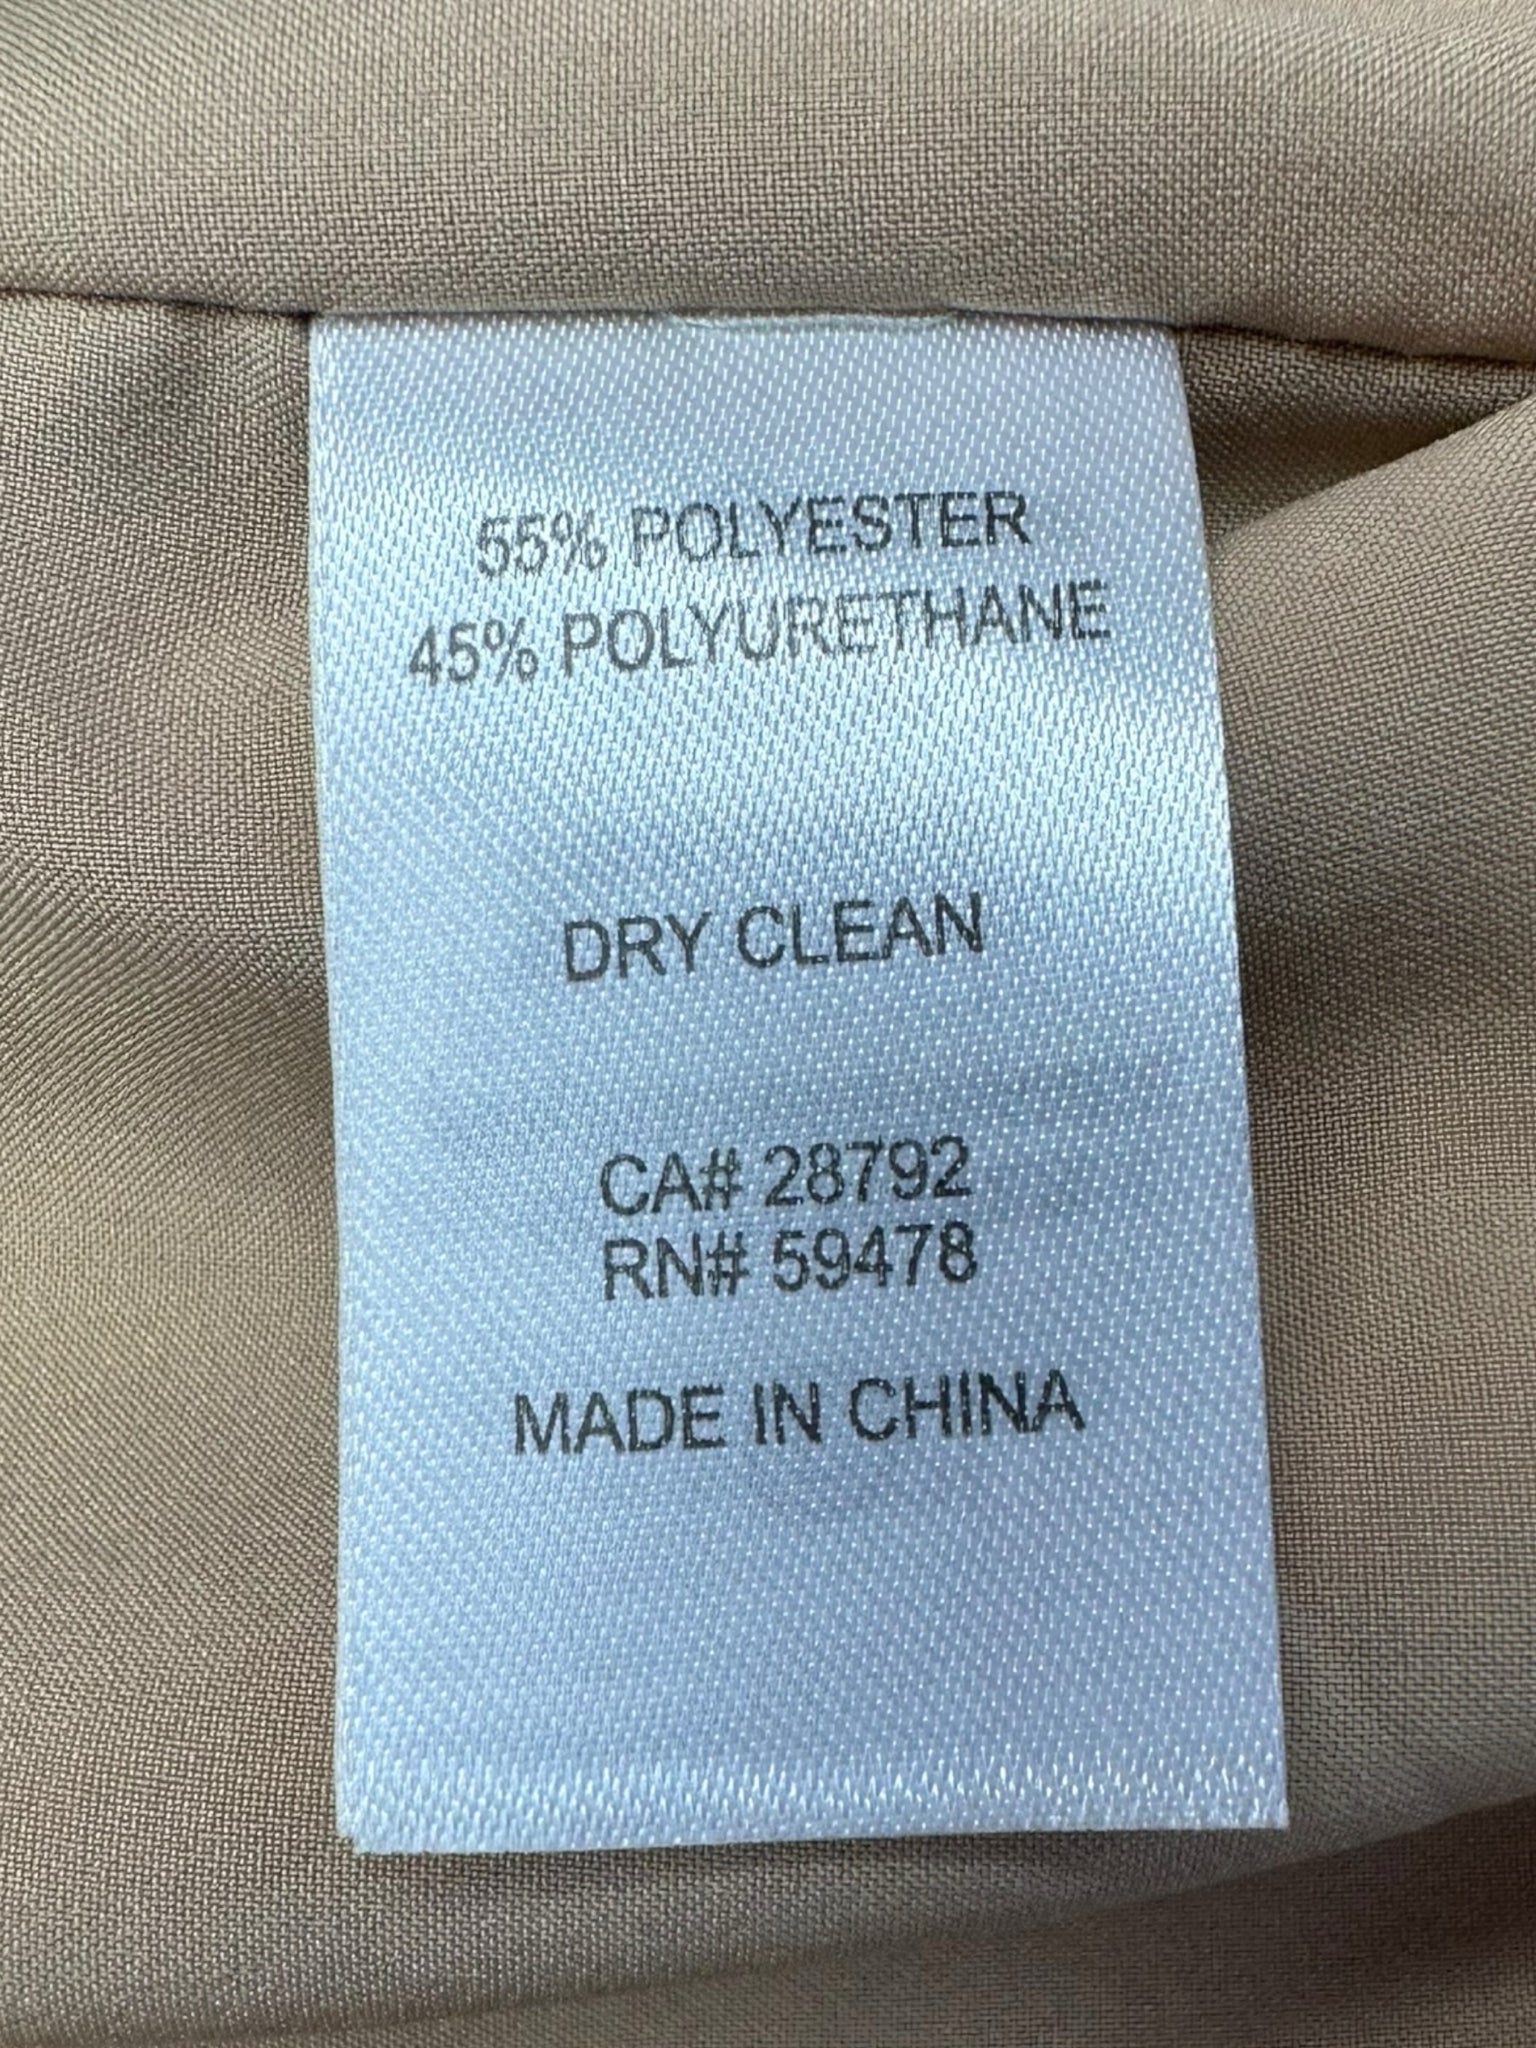 55% POLYESTER
45% POLYURETHANE
DRY CLEAN
CA# 28792
RN# 59478
MADE IN CHINA